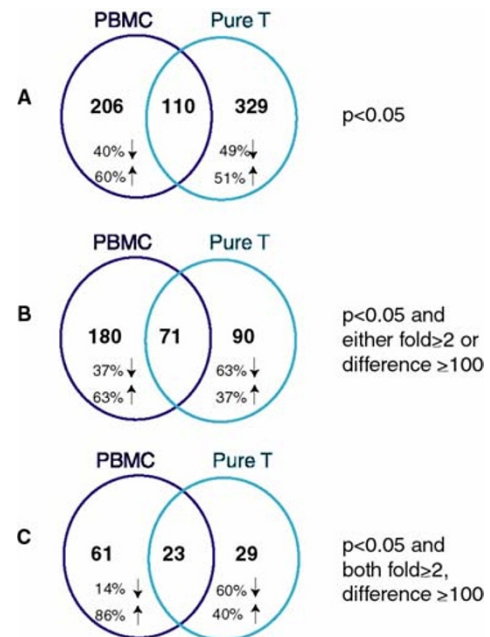 PBMC Pure T
A 206 110 329 p<0.05
40%↓ 49%↓
60%↑ 51%↑
PBMC Pure T
p<0.05 and
B 180 71 90 either fold≥2 or
37%↓ 63%↓ difference ≥100
63%↑ 37%↑
PBMC Pure T
C 61 23 29 p<0.05 and
14%↓ 60%↓ both fold≥2,
86%↑ 40%↑ difference ≥100